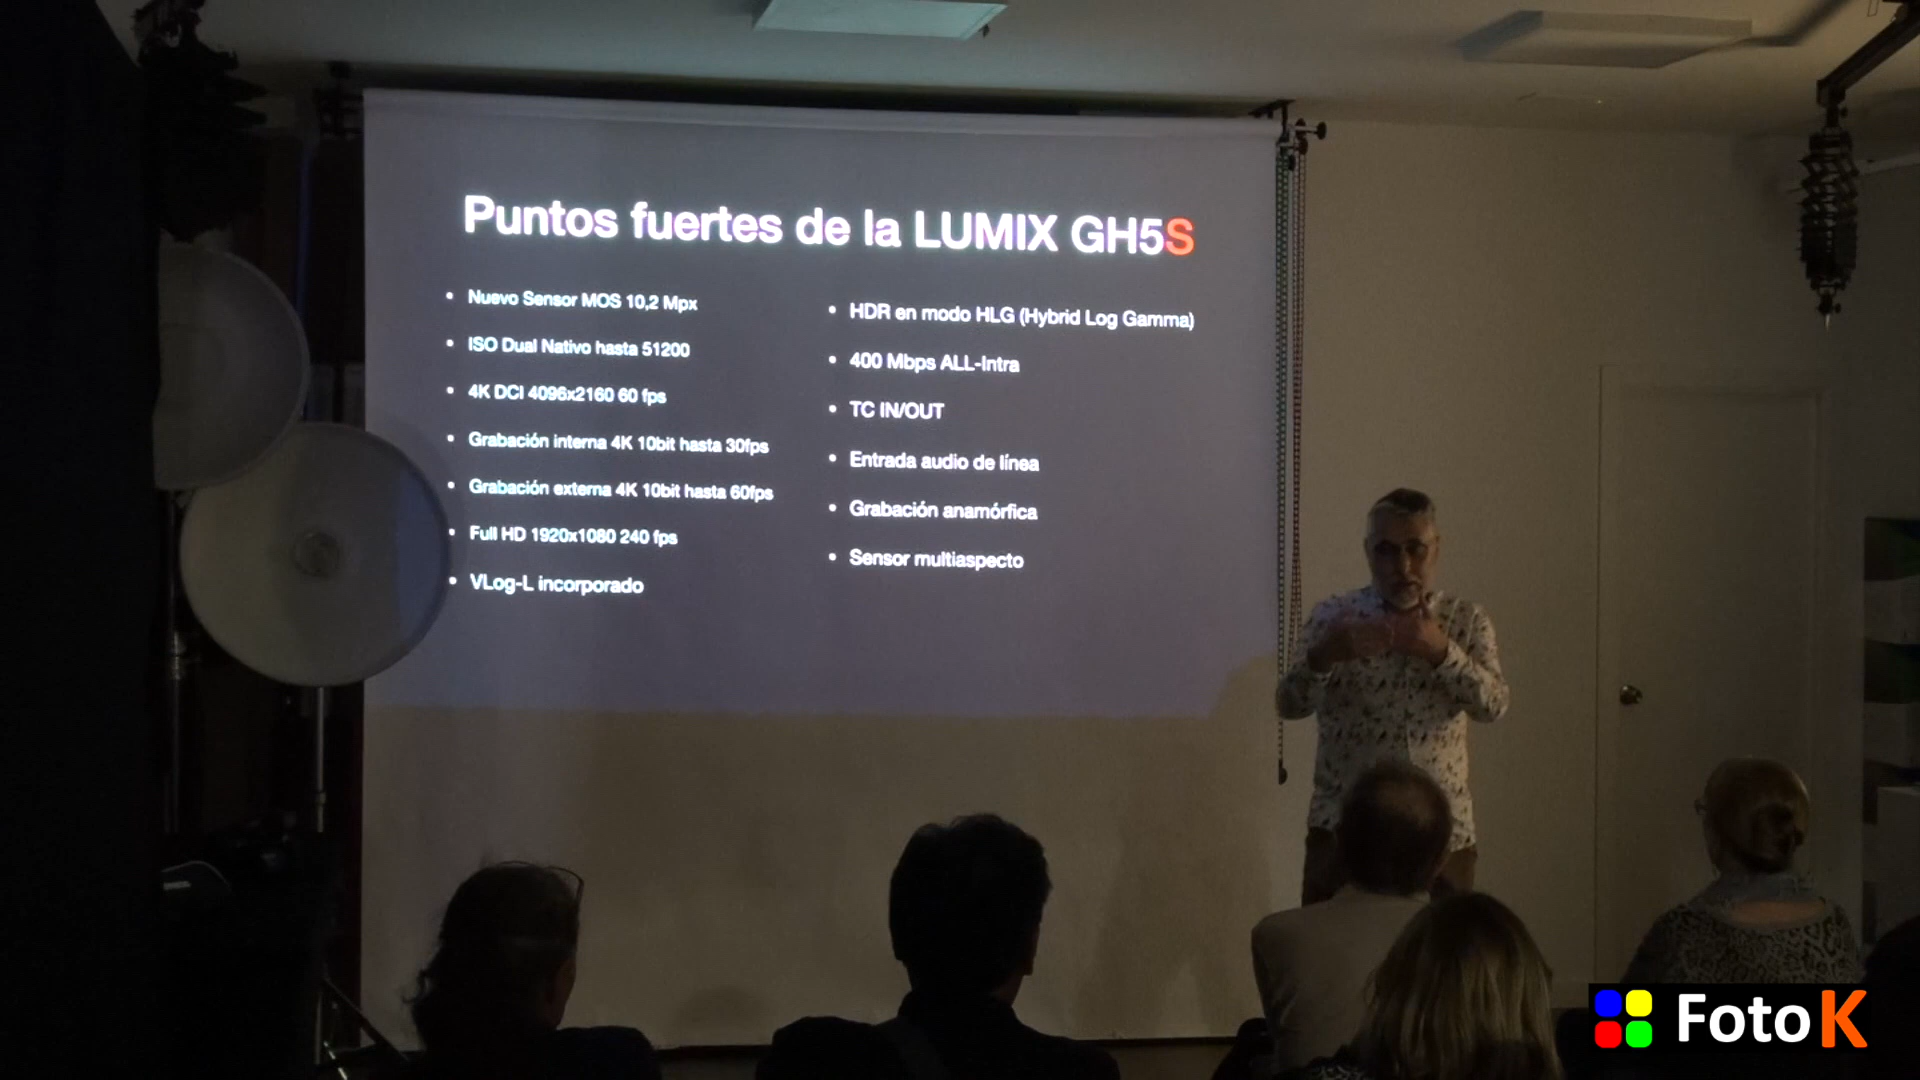 Puntos fuertes de la LUMIX GH5S
• Nuevo Sensor MOS 10,2 Mpx
• ISO Dual Nativo hasta 51200
• 4K DCI 4096x2160 60 fps
• Grabación interna 4K 10bit hasta 30fps
• Grabación externa 4K 10bit hasta 60fps
• Full HD 1920x1080 240 fps
• VLog-L incorporado
• HDR en modo HLG (Hybrid Log Gamma)
• 400 Mbps ALL-Intra
• TC IN/OUT
• Entrada audio de línea
• Grabación anamórfica
• Sensor multiaspecto
FotoK